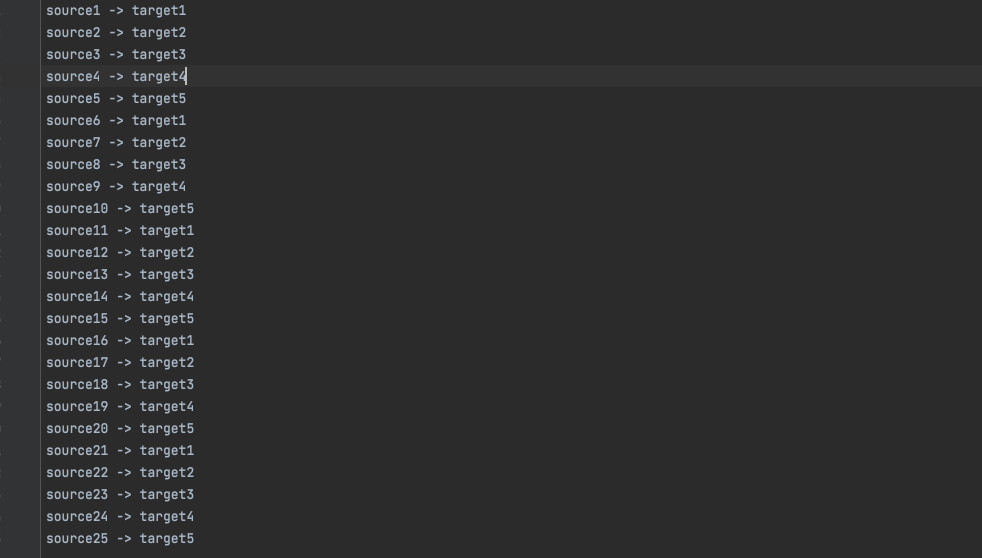 source1 -> target1
source2 -> target2
source3 -> target3
source4 -> target4
source5 -> target5
source6 -> target1
source7 -> target2
source8 -> target3
source9 -> target4
source10 -> target5
source11 -> target1
source12 -> target2
source13 -> target3
source14 -> target4
source15 -> target5
source16 -> target1
source17 -> target2
source18 -> target3
source19 -> target4
source20 -> target5
source21 -> target1
source22 -> target2
source23 -> target3
source24 -> target4
source25 -> target5